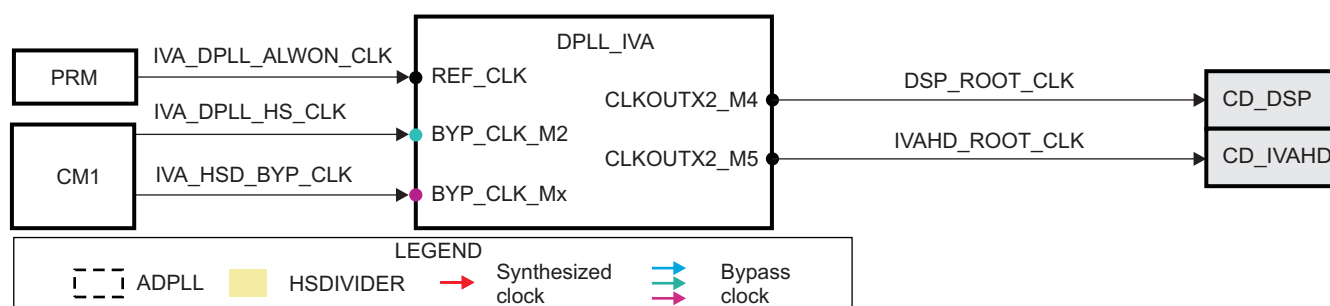 DPLL_IVA
PRM
IVA_DPLL_ALWON_CLK
REF_CLK
IVA_DPLL_HS_CLK
BYP_CLK_M2
CM1
IVA_HSD_BYP_CLK
BYP_CLK_Mx
CLKOUTX2_M4
DSP_ROOT_CLK
CD_DSP
CLKOUTX2_M5
IVAHD_ROOT_CLK
CD_IVAHD
LEGEND
ADPLL
HSDIVIDER
Synthesized
clock
Bypass
clock